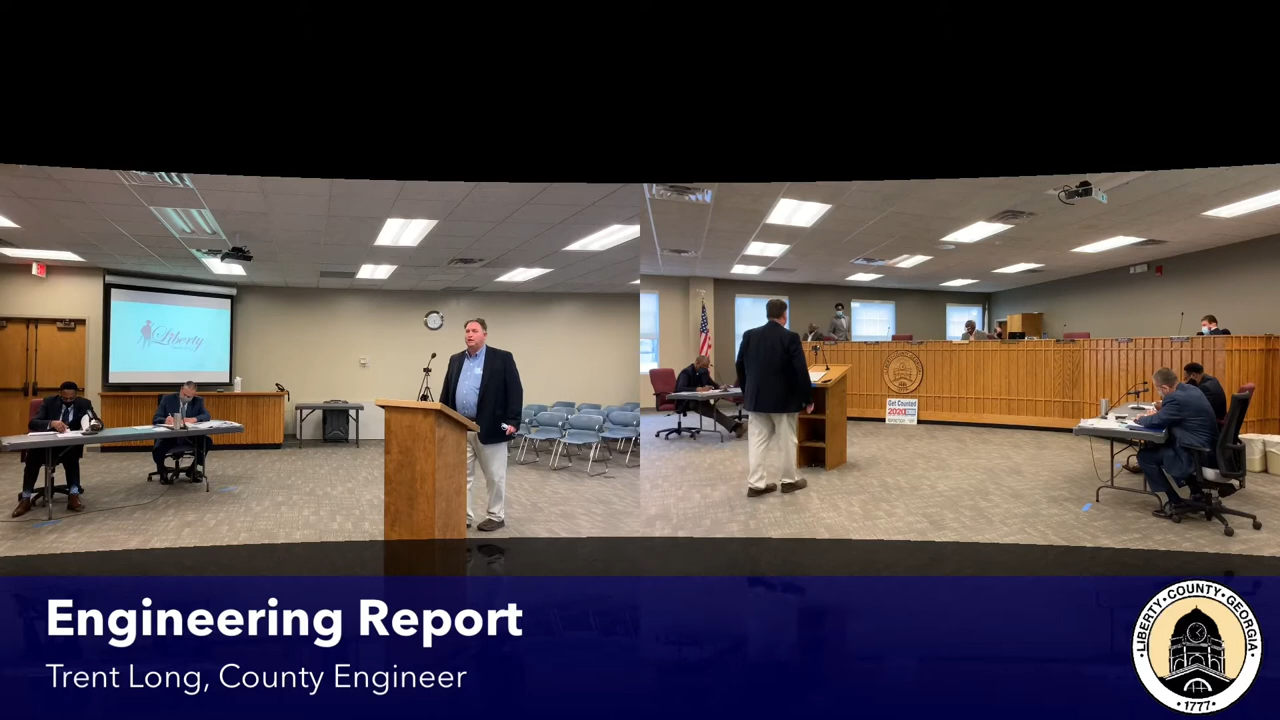 Liberty
Get Counted
2020
Engineering Report
Trent Long, County Engineer
LIBERTY • COUNTY • GEORGIA
• 1777 •